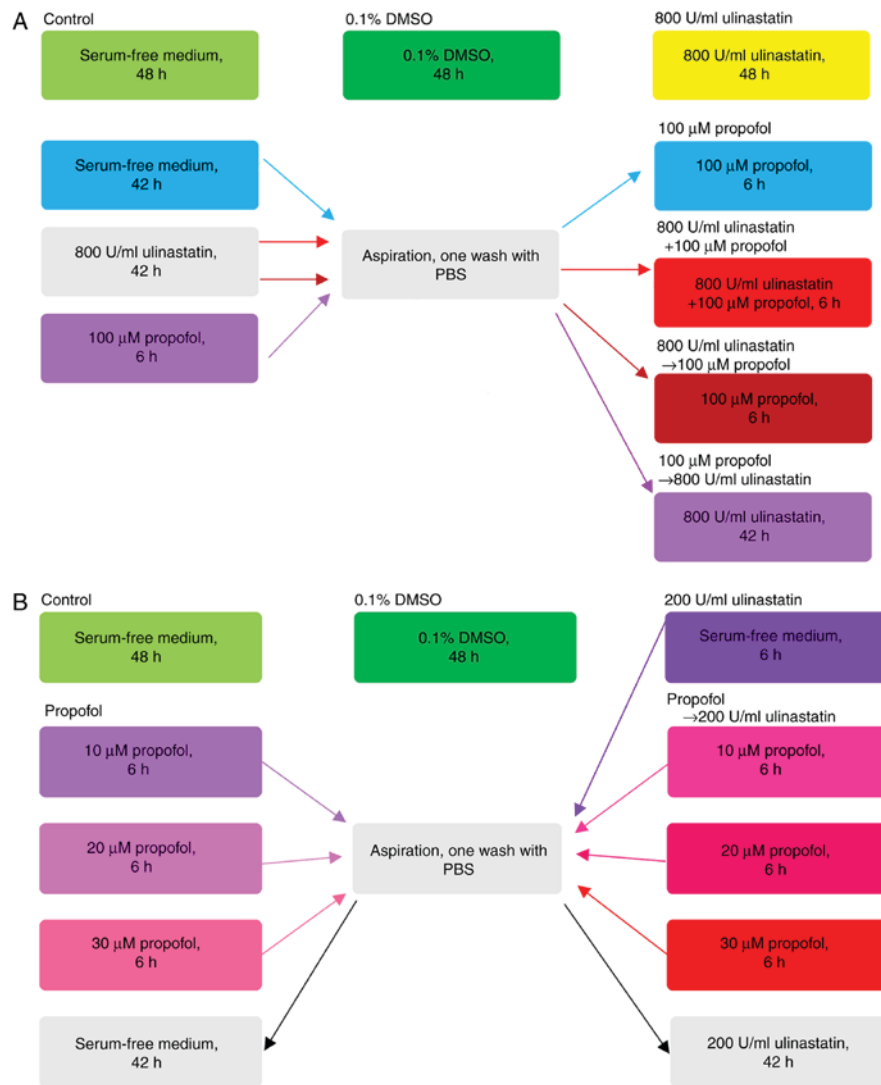 A
Control
0.1% DMSO
800 U/ml ulinastatin
Serum-free medium,
48 h
0.1% DMSO,
48 h
800 U/ml ulinastatin,
48 h
100 μM propofol
Serum-free medium,
42 h
100 μM propofol,
6 h
800 U/ml ulinastatin
+100 μM propofol
800 U/ml ulinastatin,
42 h
Aspiration, one wash with
PBS
800 U/ml ulinastatin
+100 μM propofol, 6 h
100 μM propofol,
6 h
800 U/ml ulinastatin
→100 μM propofol
100 μM propofol,
6 h
100 μM propofol
→800 U/ml ulinastatin
800 U/ml ulinastatin,
42 h
B
Control
0.1% DMSO
200 U/ml ulinastatin
Serum-free medium,
48 h
0.1% DMSO,
48 h
Serum-free medium,
6 h
Propofol
Propofol
→200 U/ml ulinastatin
10 μM propofol,
6 h
10 μM propofol,
6 h
20 μM propofol,
6 h
Aspiration, one wash with
PBS
20 μM propofol,
6 h
30 μM propofol,
6 h
30 μM propofol,
6 h
Serum-free medium,
42 h
200 U/ml ulinastatin,
42 h